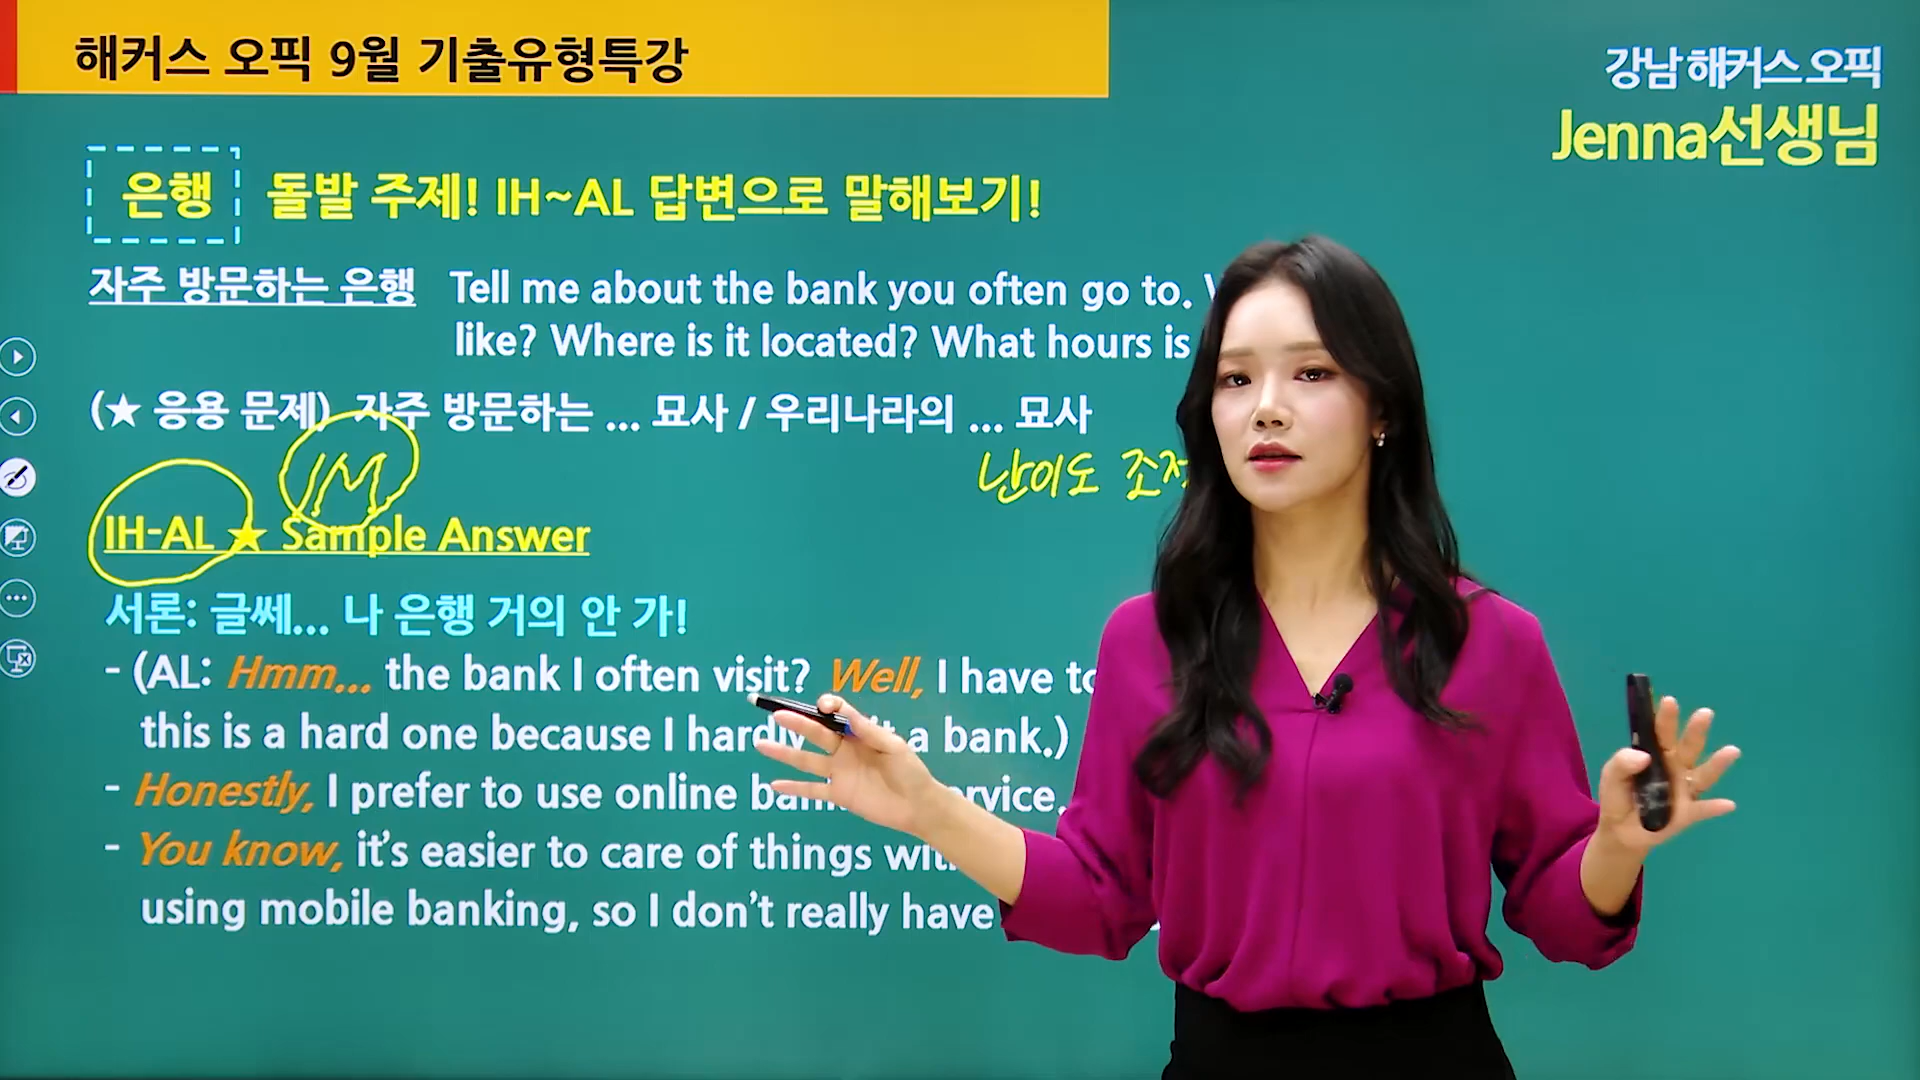 해커스 오픽 9월 기출유형특강
강남 해커스 오픽
Jenna선생님
은행 돌발 주제! IH~AL 답변으로 말해보기!
자주 방문하는 은행 Tell me about the bank you often go to.
like? Where is it located? What hours is
(★ 응용 문제) 자주 방문하는 ... 묘사 / 우리나라의 ... 묘사
IM
난이도
IH-AL ★ Sample Answer
서론: 글쎄... 나 은행 거의 안 가!
- (AL: Hmm... the bank I often visit? Well, I have
this is a hard one because I hardly a bank.)
- Honestly, I prefer to use online
- You know, it's easier to care of things
using mobile banking, so I don't really have